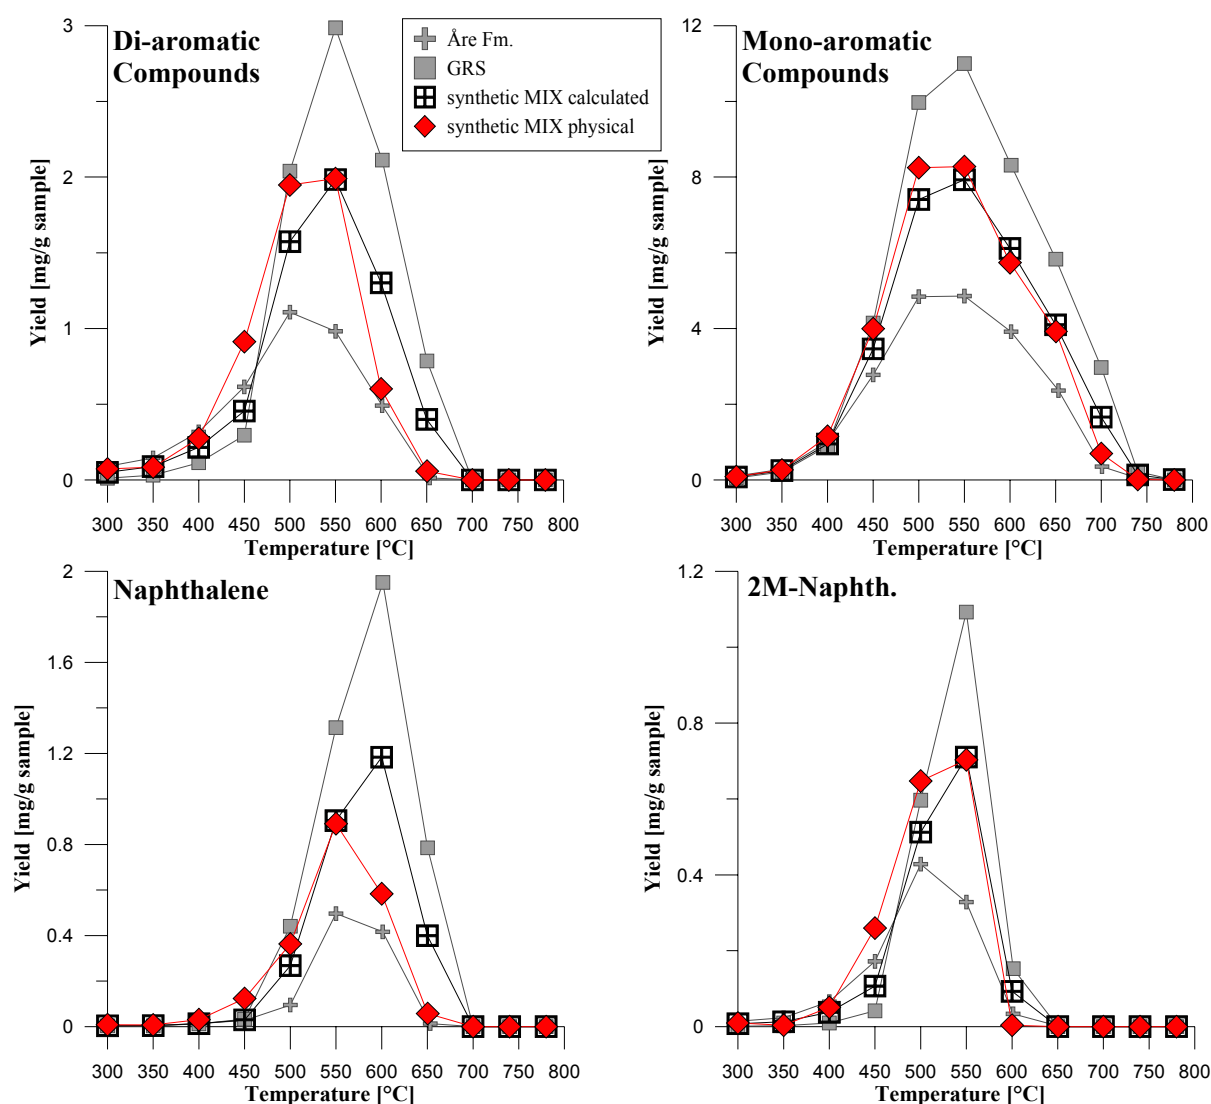 Di-aromatic
Compounds
Åre Fm.
GRS
synthetic MIX calculated
synthetic MIX physical
3
2
1
0
Yield [mg/g sample]
300 350 400 450 500 550 600 650 700 750 800
Temperature [°C]
Mono-aromatic
Compounds
12
8
4
0
Yield [mg/g sample]
300 350 400 450 500 550 600 650 700 750 800
Temperature [°C]
Naphthalene
2
1.6
1.2
0.8
0.4
0
Yield [mg/g sample]
300 350 400 450 500 550 600 650 700 750 800
Temperature [°C]
2M-Naphth.
1.2
0.8
0.4
0
Yield [mg/g sample]
300 350 400 450 500 550 600 650 700 750 800
Temperature [°C]